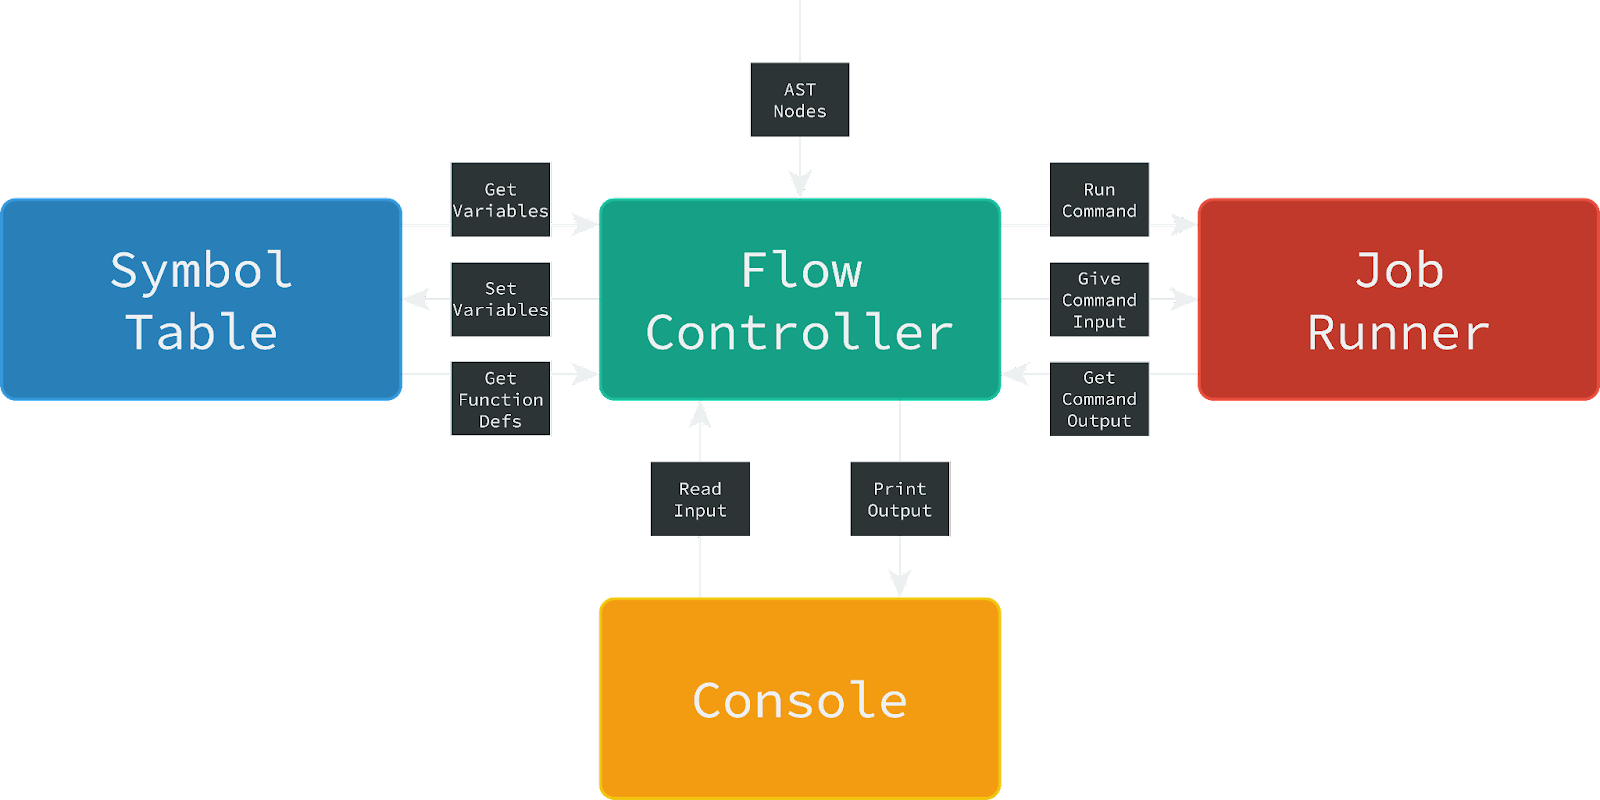 AST
Nodes
Get
Variables
Run
Command
Symbol
Table
Set
Variables
Flow
Controller
Give
Command
Input
Job
Runner
Get
Function
Defs
Get
Command
Output
Read
Input
Print
Output
Console